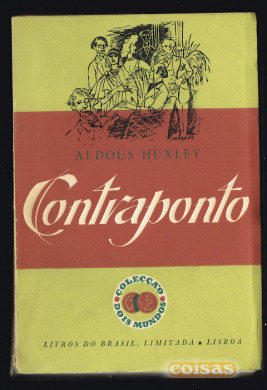 ALDOUS HUXLEY
Contraponto
COLECÇÃO
DOIS MUNDOS
LIVROS DO BRASIL, LIMITADA ★ LISBOA
coisas